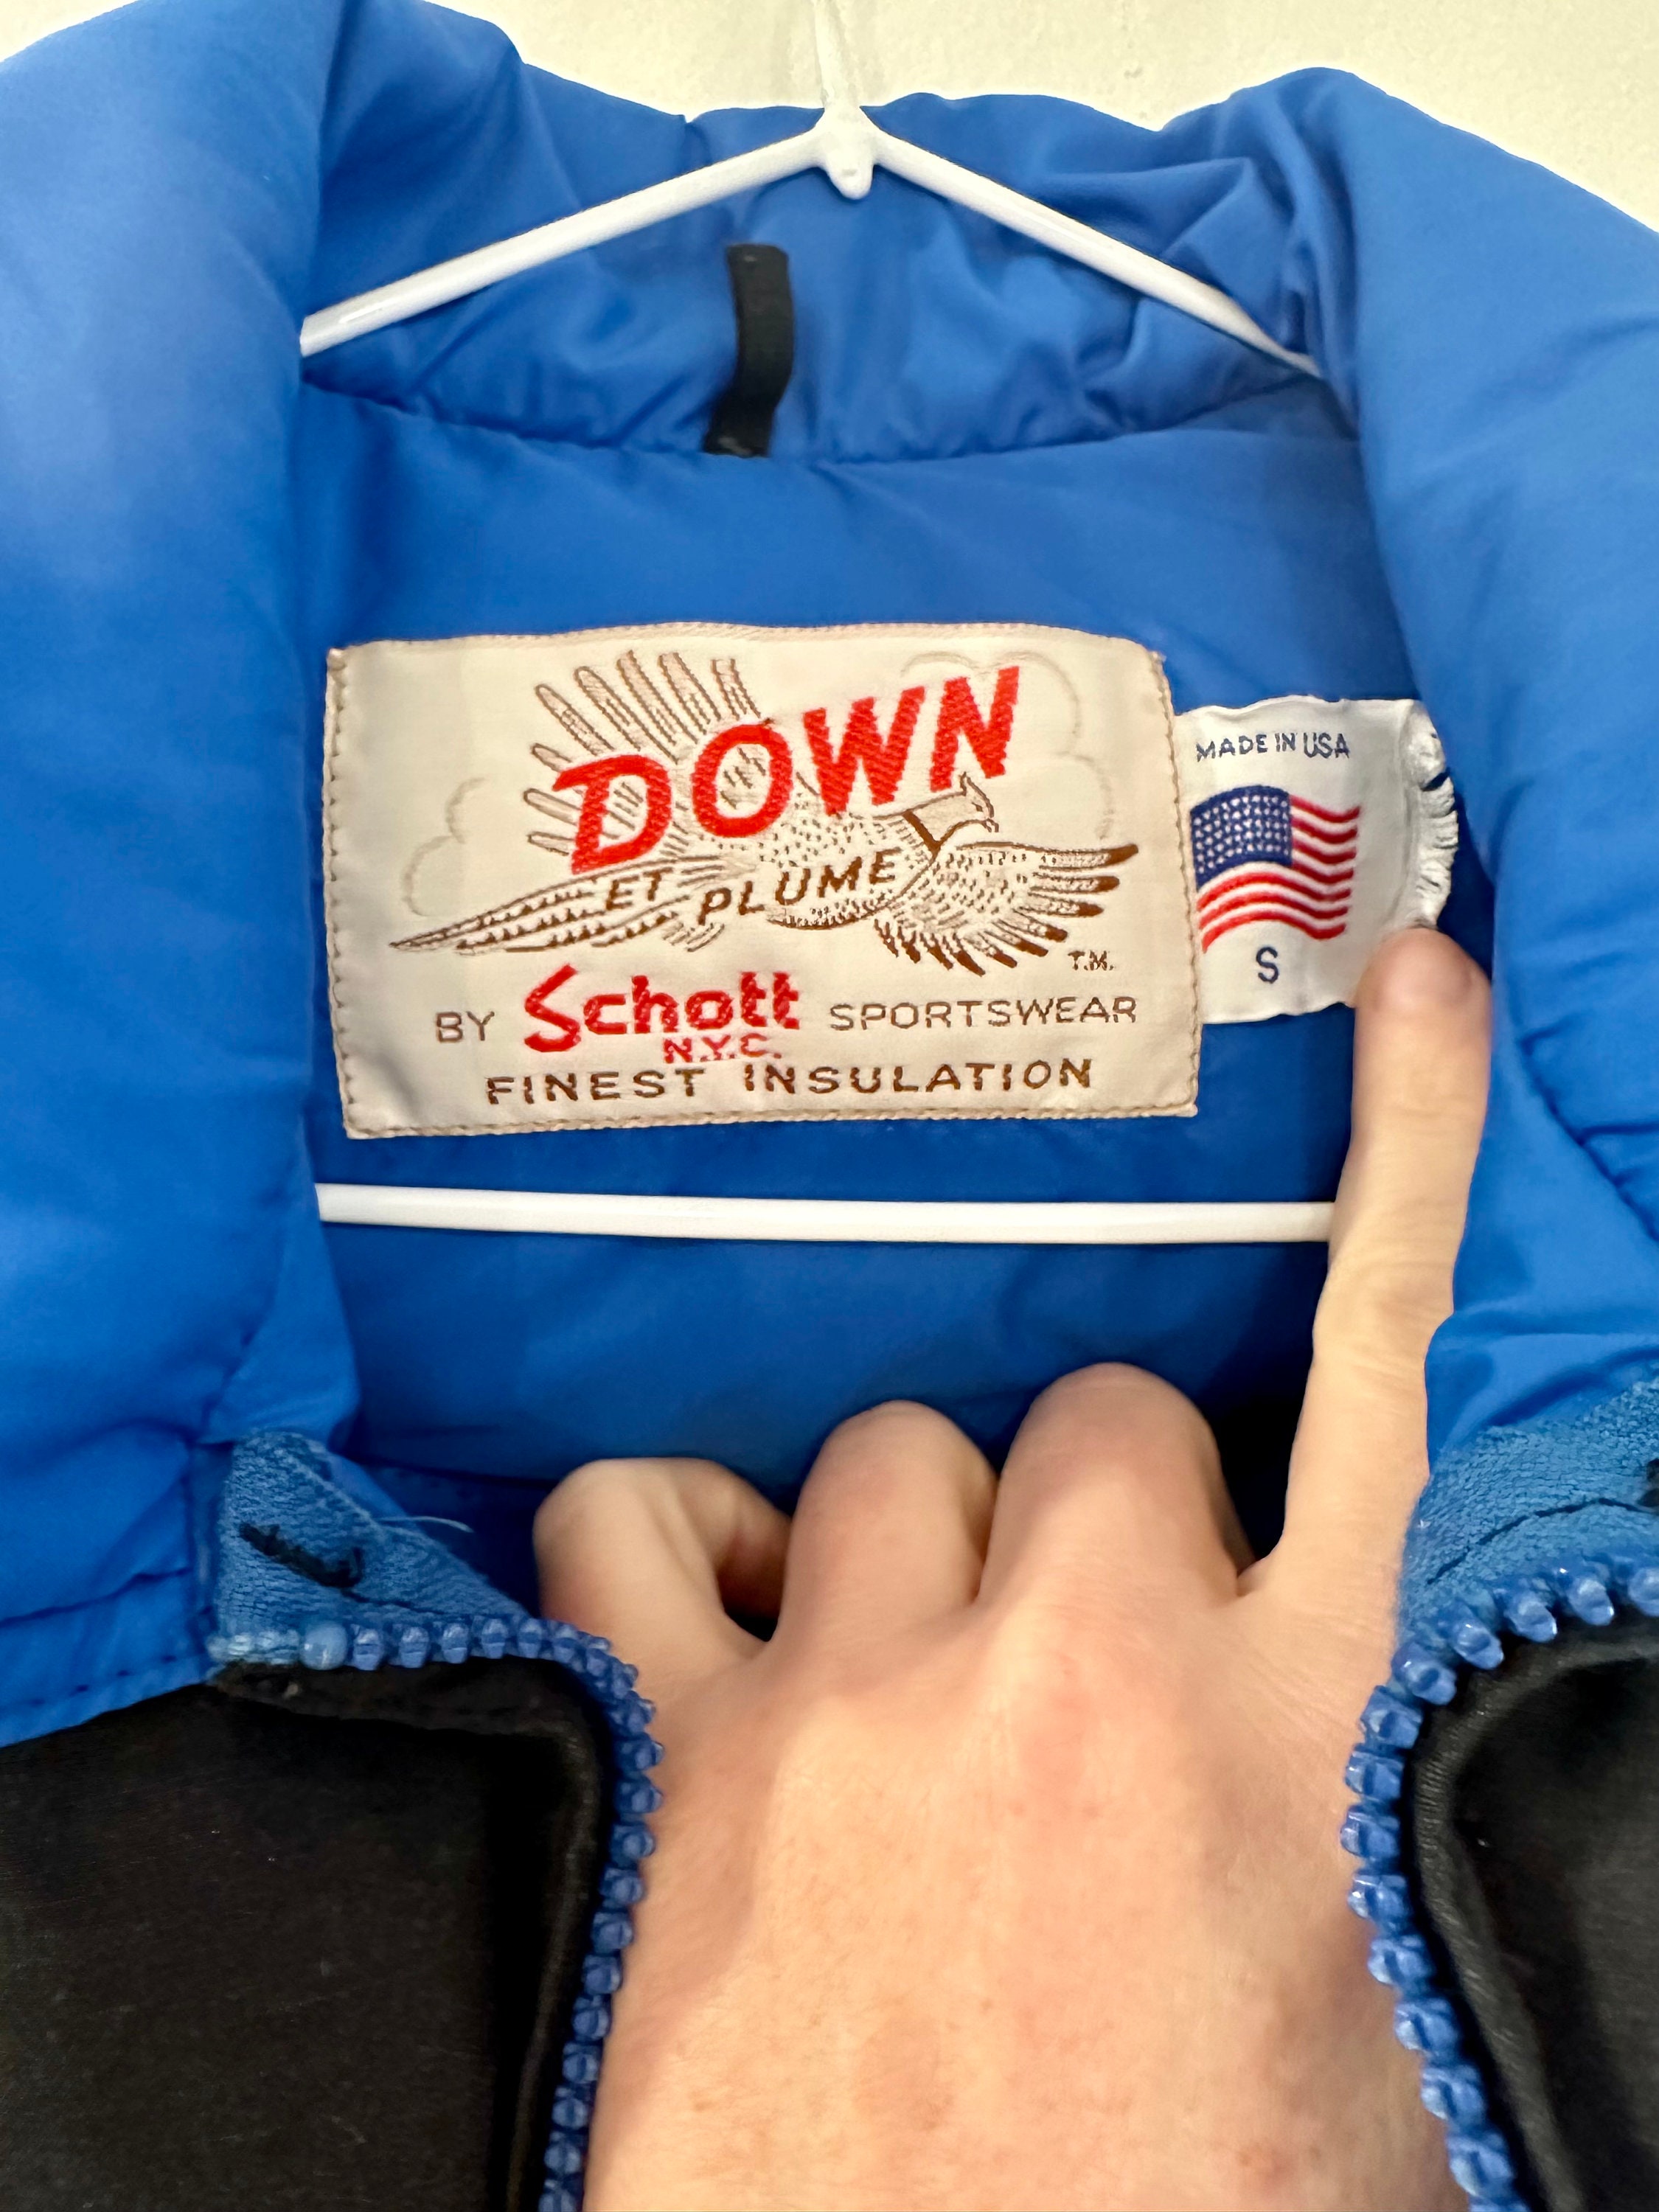 DOWN
ET PLUME
T.M.
BY Schott SPORTSWEAR
N.Y.C.
FINEST INSULATION
MADE IN USA
S